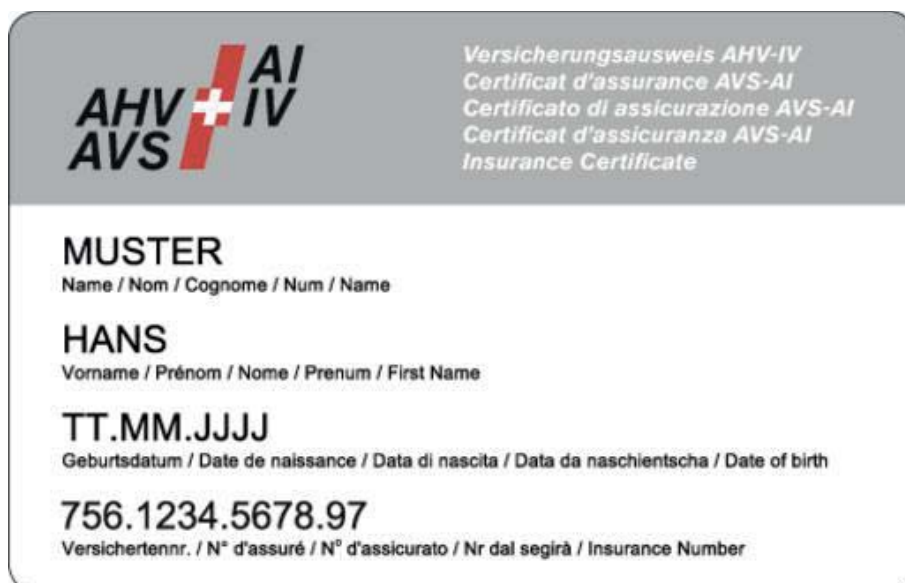 AHV AI
AVS IV
Versicherungsausweis AHV-IV
Certificat d'assurance AVS-AI
Certificato di assicurazione AVS-AI
Certificat d'assicuranza AVS-AI
Insurance Certificate
MUSTER
Name / Nom / Cognome / Num / Name
HANS
Vorname / Prénom / Nome / Prenum / First Name
TT.MM.JJJJ
Geburtsdatum / Date de naissance / Data di nascita / Data da naschientscha / Date of birth
756.1234.5678.97
Versichertennr. / N° d'assuré / N° d'assicurato / Nr dal segirà / Insurance Number